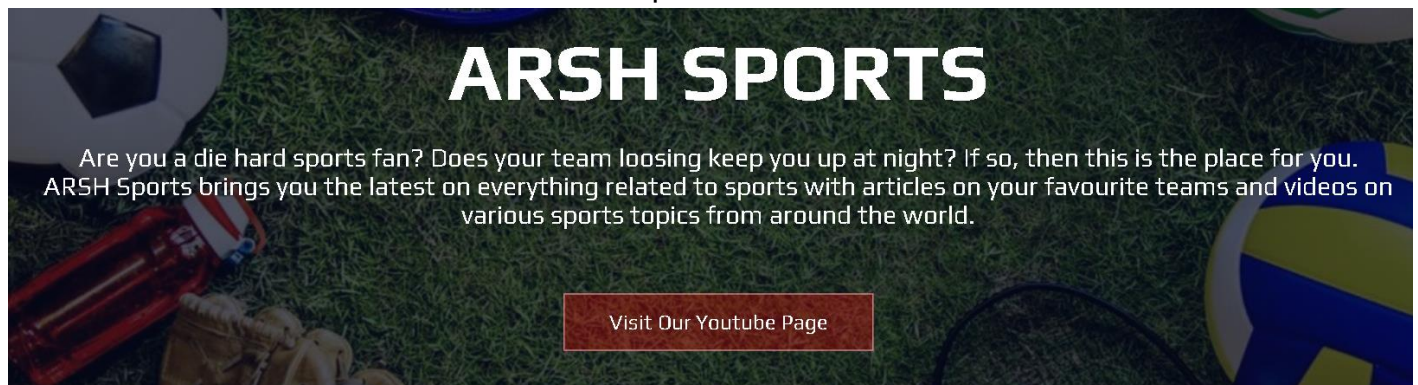 ARSH SPORTS
Are you a die hard sports fan? Does your team loosing keep you up at night? If so, then this is the place for you.
ARSH Sports brings you the latest on everything related to sports with articles on your favourite teams and videos on
various sports topics from around the world.
Visit Our Youtube Page